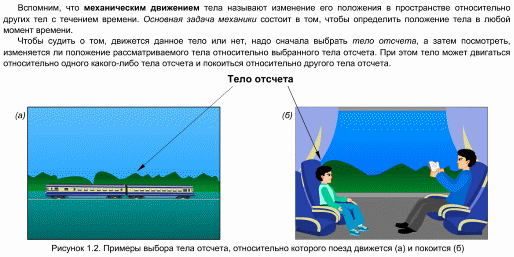 Вспомним, что механическим движением тела называют изменение его положения в пространстве относительно
других тел с течением времени. Основная задача механики состоит в том, чтобы определить положение тела в любой
момент времени.
Чтобы судить о том, движется данное тело или нет, надо сначала выбрать тело отсчета, а затем посмотреть,
изменяется ли положение рассматриваемого тела относительно выбранного тела отсчета. При этом тело может двигаться
относительно одного какого-либо тела отсчета и покоиться относительно другого тела отсчета.
Тело отсчета
(а)
(б)
Рисунок 1.2. Примеры выбора тела отсчета, относительно которого поезд движется (а) и покоится (б)